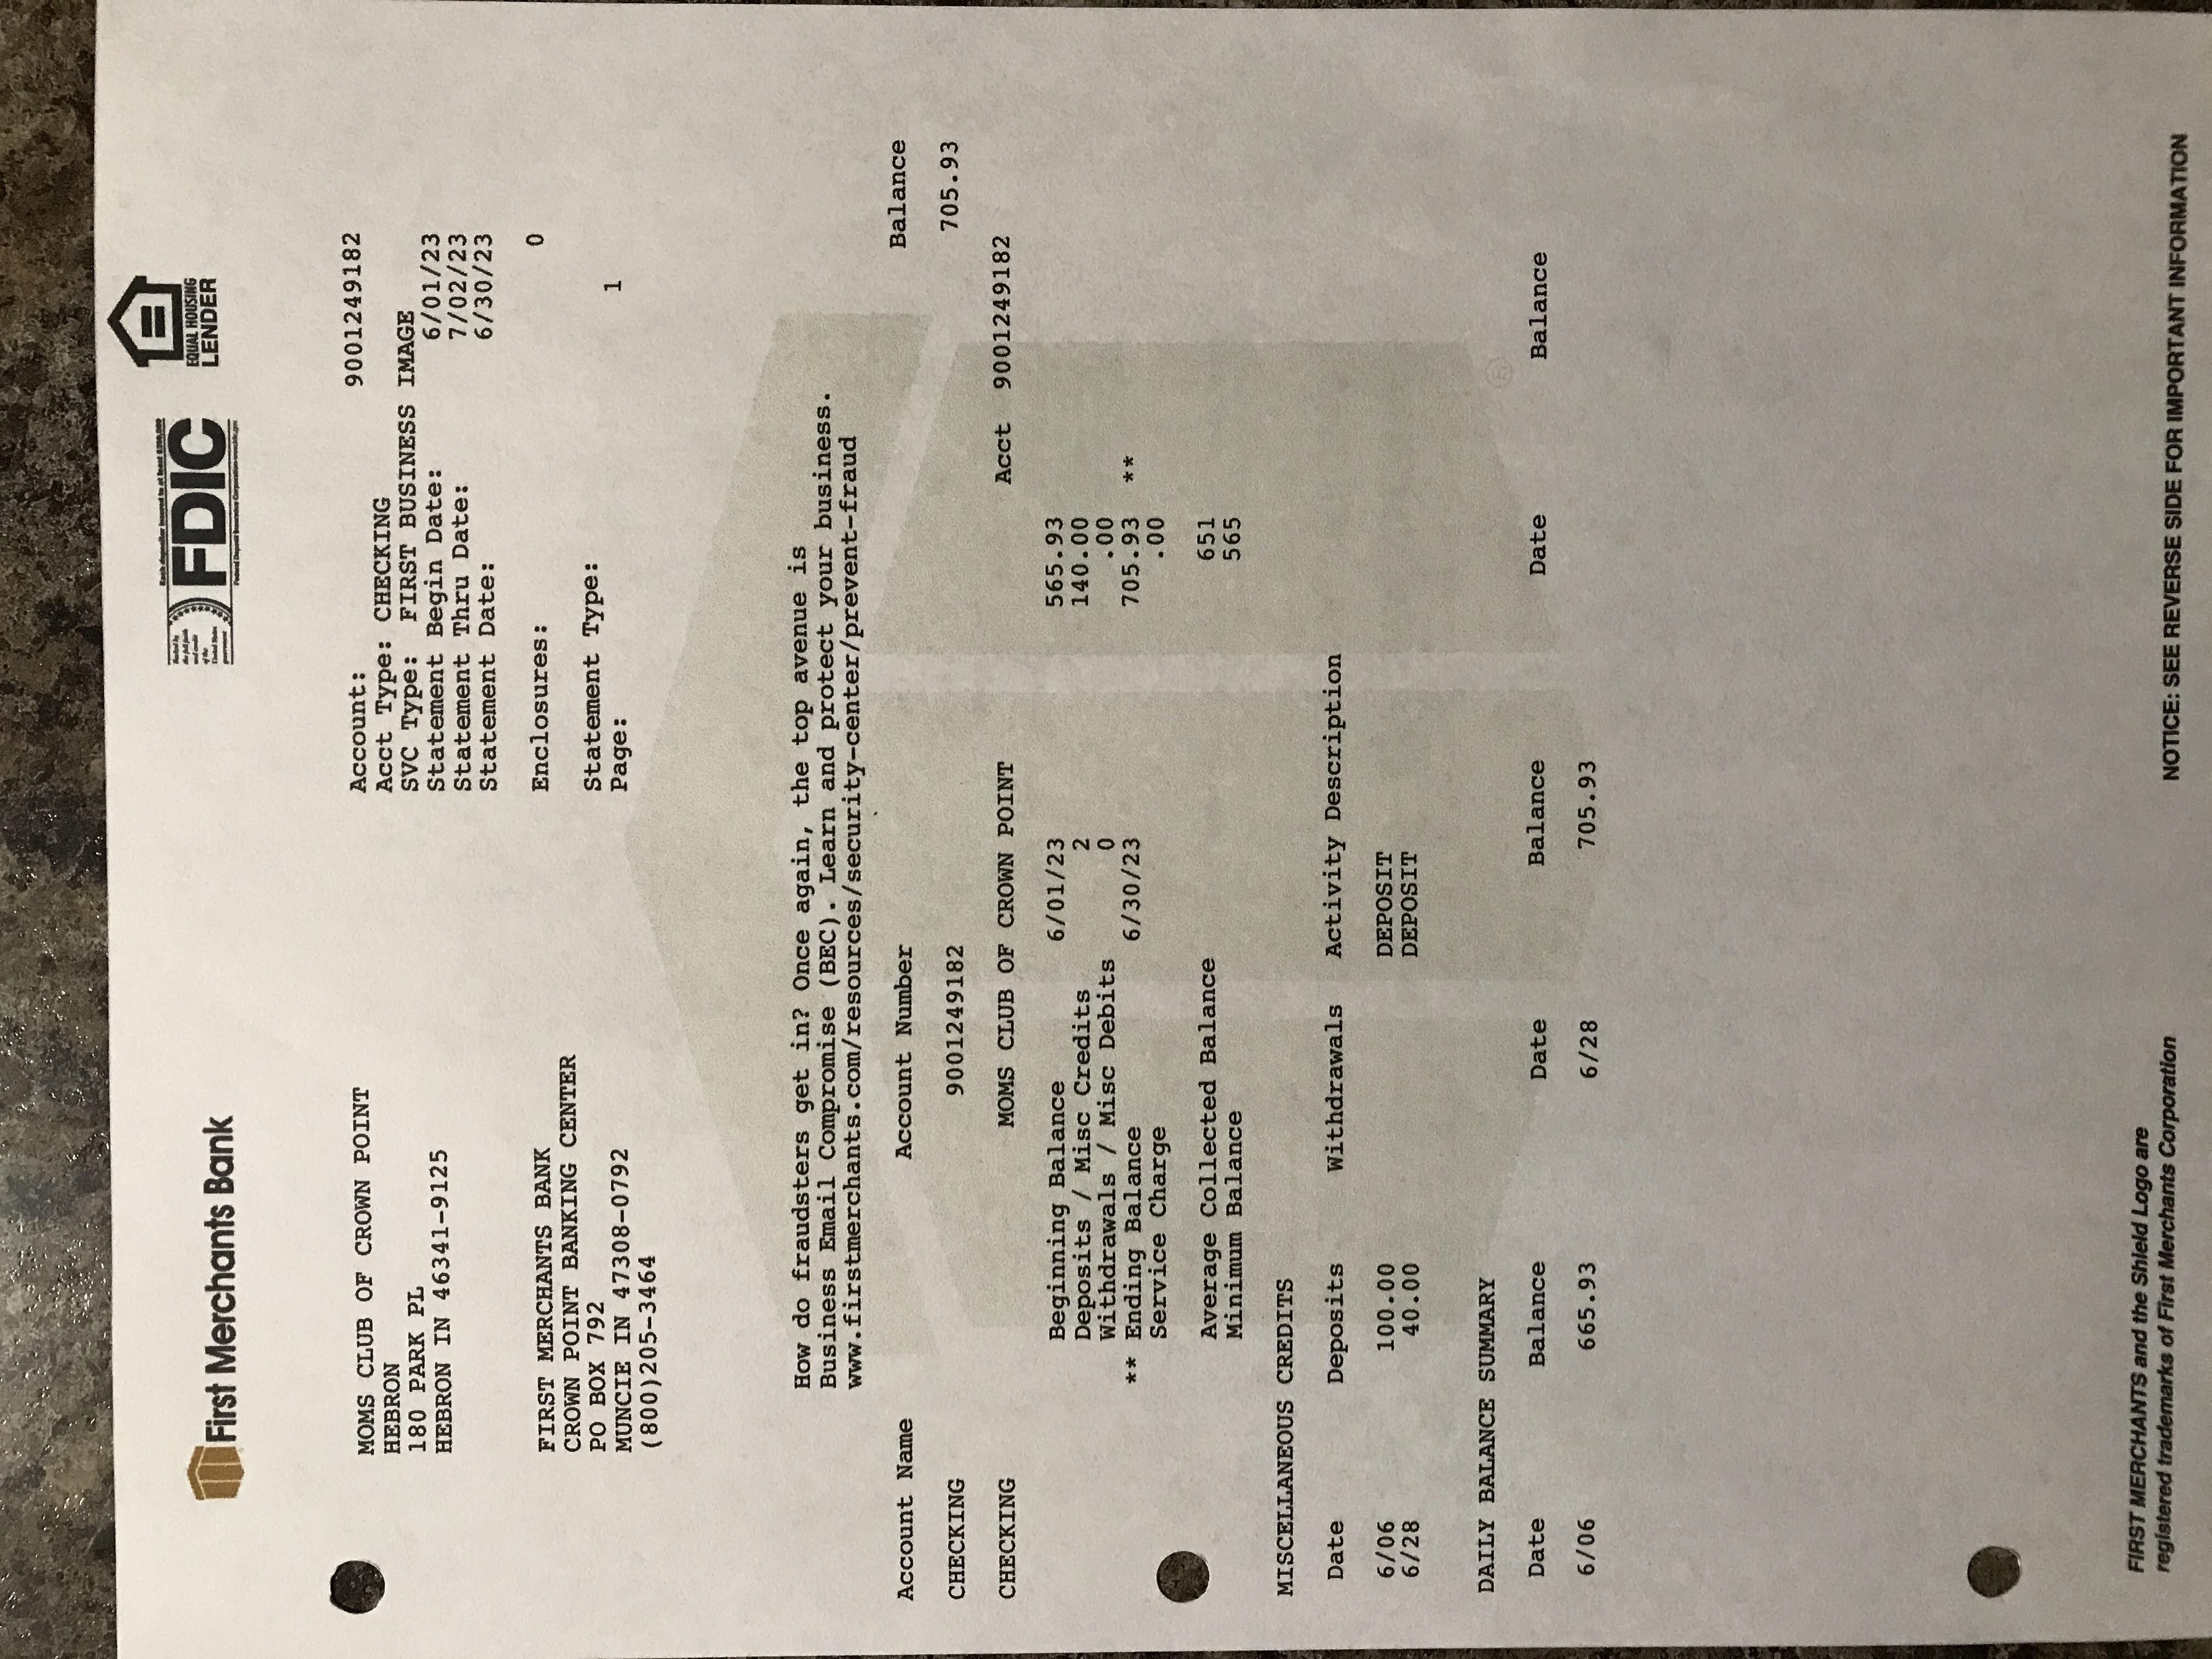 First Merchants Bank
Each depositor insured to at least $250,000
Backed by
the full faith
and credit
of the
United States
government
FDIC
Federal Deposit Insurance Corporation www.fdic.gov
EQUAL HOUSING
LENDER
MOMS CLUB OF CROWN POINT
HEBRON
180 PARK PL
HEBRON IN 46341-9125
Account: 9001249182
Acct Type: CHECKING
SVC Type: FIRST BUSINESS IMAGE
Statement Begin Date: 6/01/23
Statement Thru Date: 7/02/23
Statement Date: 6/30/23
Enclosures: 0
Statement Type:
Page: 1
FIRST MERCHANTS BANK
CROWN POINT BANKING CENTER
PO BOX 792
MUNCIE IN 47308-0792
(800)205-3464
How do fraudsters get in? Once again, the top avenue is
Business Email Compromise (BEC). Learn and protect your business.
www.firstmerchants.com/resources/security-center/prevent-fraud
Account Name Account Number Balance
CHECKING 9001249182 705.93
CHECKING MOMS CLUB OF CROWN POINT Acct 9001249182
Beginning Balance 6/01/23 565.93
Deposits / Misc Credits 2 140.00
Withdrawals / Misc Debits 0 .00
** Ending Balance 6/30/23 705.93 **
Service Charge .00
Average Collected Balance 651
Minimum Balance 565
MISCELLANEOUS CREDITS
Date Deposits Withdrawals Activity Description
6/06 100.00 DEPOSIT
6/28 40.00 DEPOSIT
DAILY BALANCE SUMMARY
Date Balance Date Balance Date Balance
6/06 665.93 6/28 705.93
®
FIRST MERCHANTS and the Shield Logo are
registered trademarks of First Merchants Corporation
NOTICE: SEE REVERSE SIDE FOR IMPORTANT INFORMATION